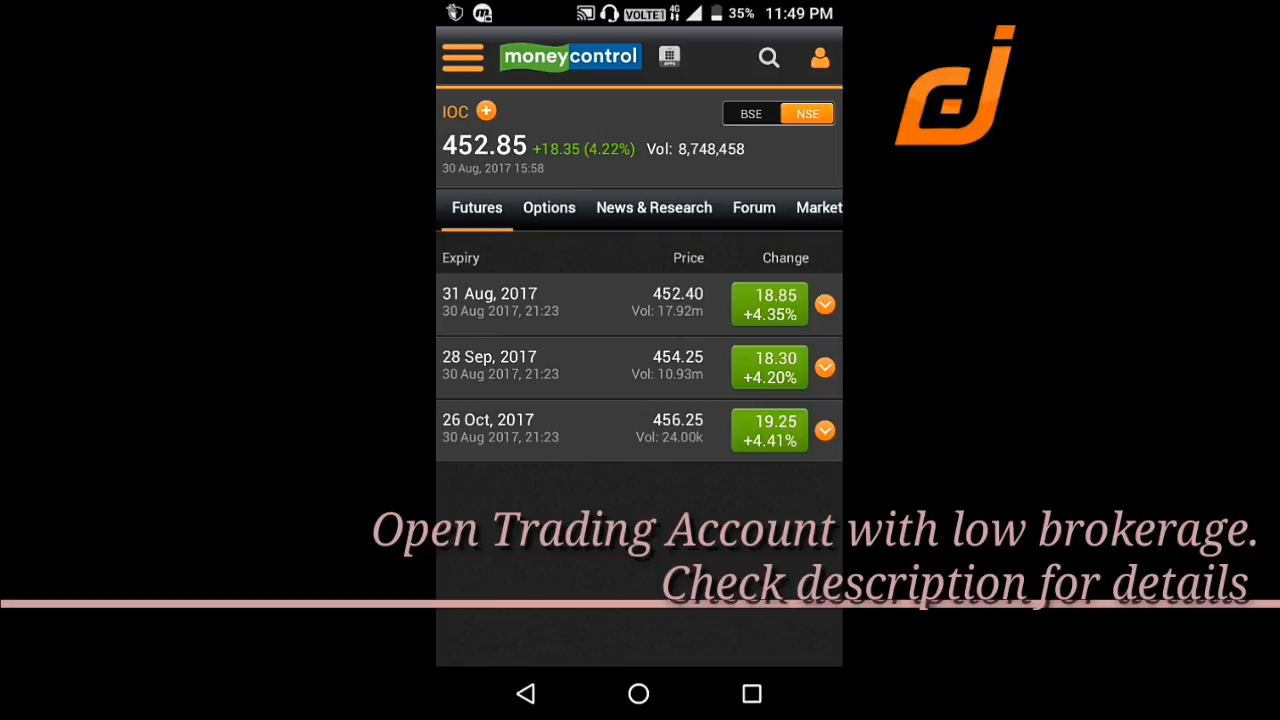 VOLTE1 4G 35% 11:49 PM
moneycontrol APPS
IOC BSE NSE
452.85 +18.35 (4.22%) Vol: 8,748,458
30 Aug, 2017 15:58
Futures Options News & Research Forum Market
Expiry Price Change
31 Aug, 2017 452.40 18.85
30 Aug 2017, 21:23 Vol: 17.92m +4.35%
28 Sep, 2017 454.25 18.30
30 Aug 2017, 21:23 Vol: 10.93m +4.20%
26 Oct, 2017 456.25 19.25
30 Aug 2017, 21:23 Vol: 24.00k +4.41%
Open Trading Account with low brokerage.
Check description for details